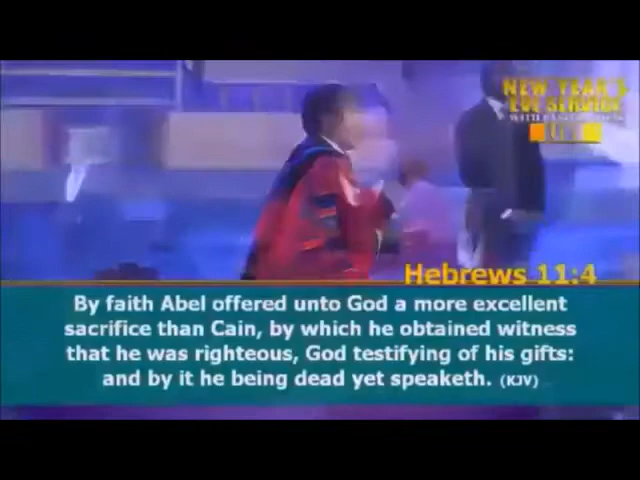 NEW YEAR'S
EVE SERVICE
Hebrews 11:4
By faith Abel offered unto God a more excellent
sacrifice than Cain, by which he obtained witness
that he was righteous, God testifying of his gifts:
and by it he being dead yet speaketh. (KJV)